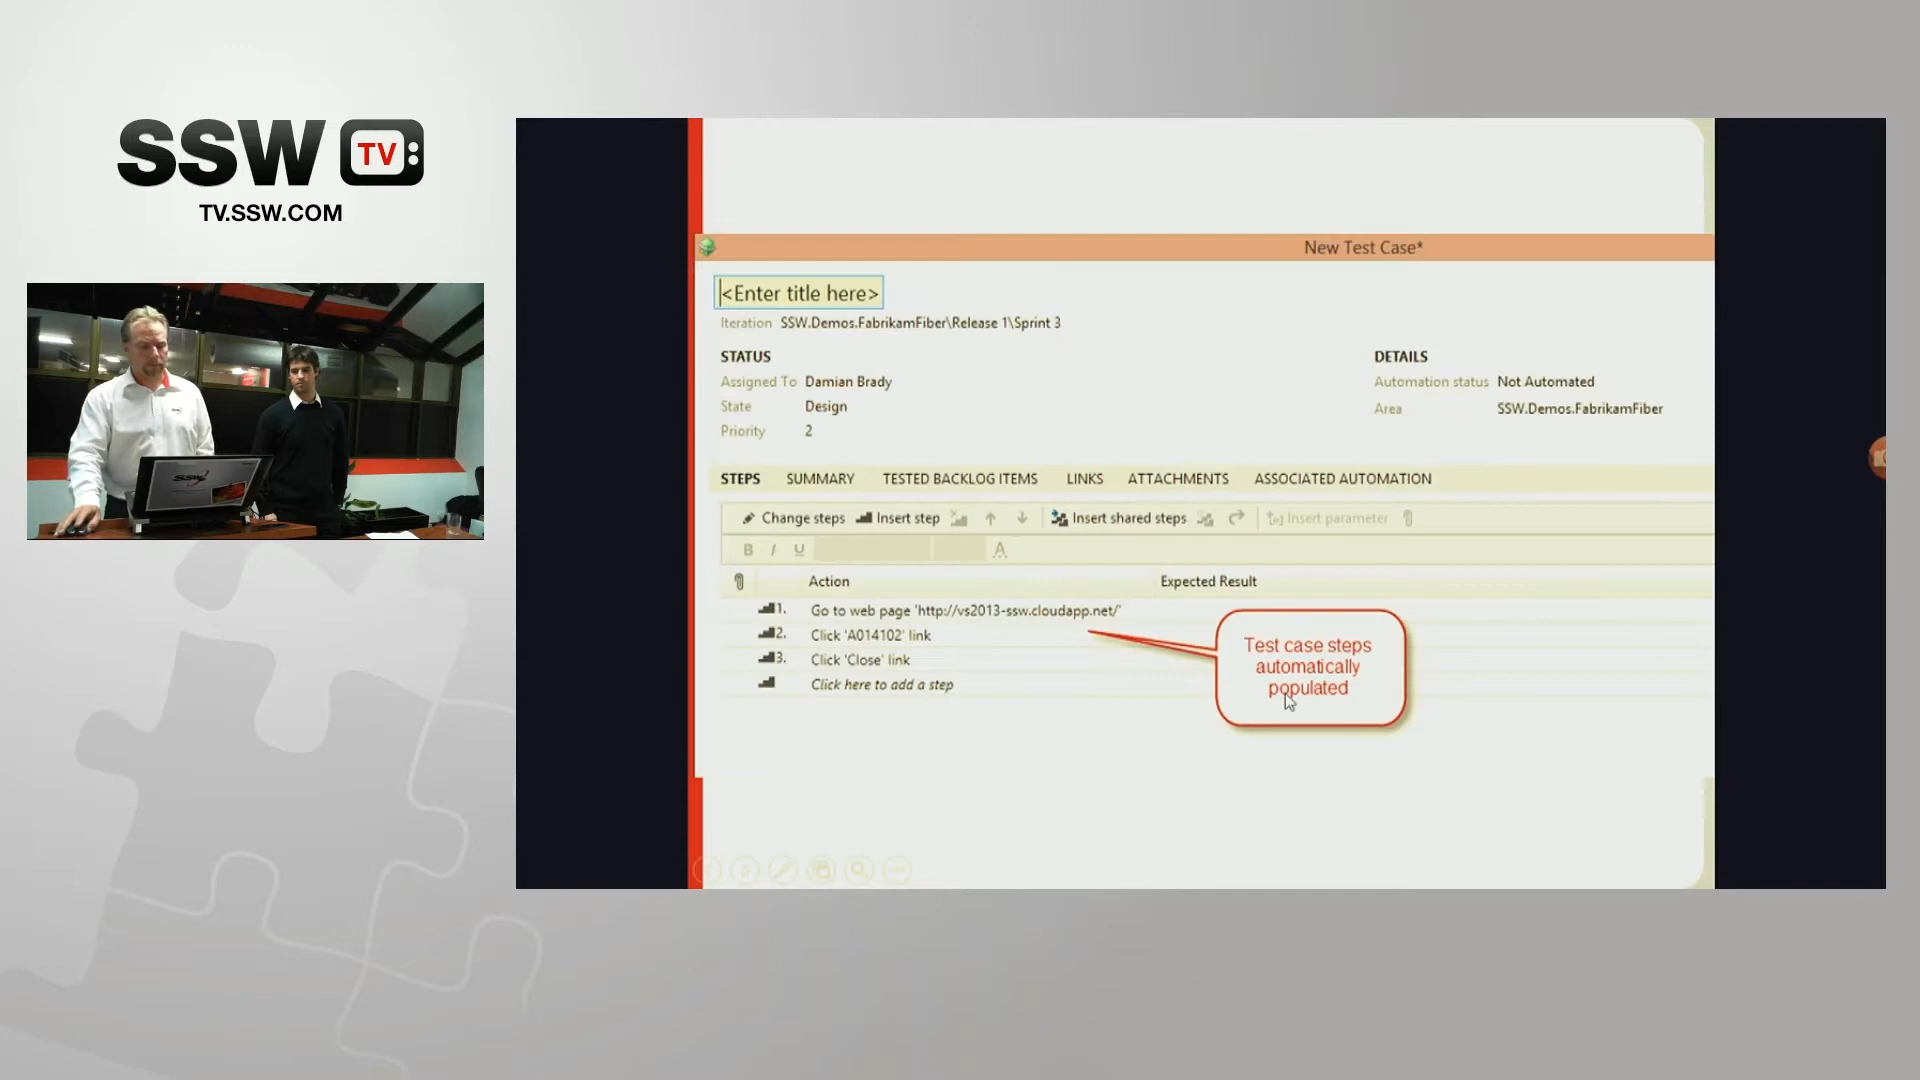 SSW TV:
TV.SSW.COM
SSW
New Test Case*
<Enter title here>
Iteration SSW.Demos.FabrikamFiber\Release 1\Sprint 3
STATUS
DETAILS
Assigned To Damian Brady
Automation status Not Automated
State Design
Area SSW.Demos.FabrikamFiber
Priority 2
STEPS SUMMARY TESTED BACKLOG ITEMS LINKS ATTACHMENTS ASSOCIATED AUTOMATION
Change steps Insert step Insert shared steps Insert parameter
B I U A
Action Expected Result
1. Go to web page 'http://vs2013-ssw.cloudapp.net/'
2. Click 'A014102' link
3. Click 'Close' link
Click here to add a step
Test case steps
automatically
populated